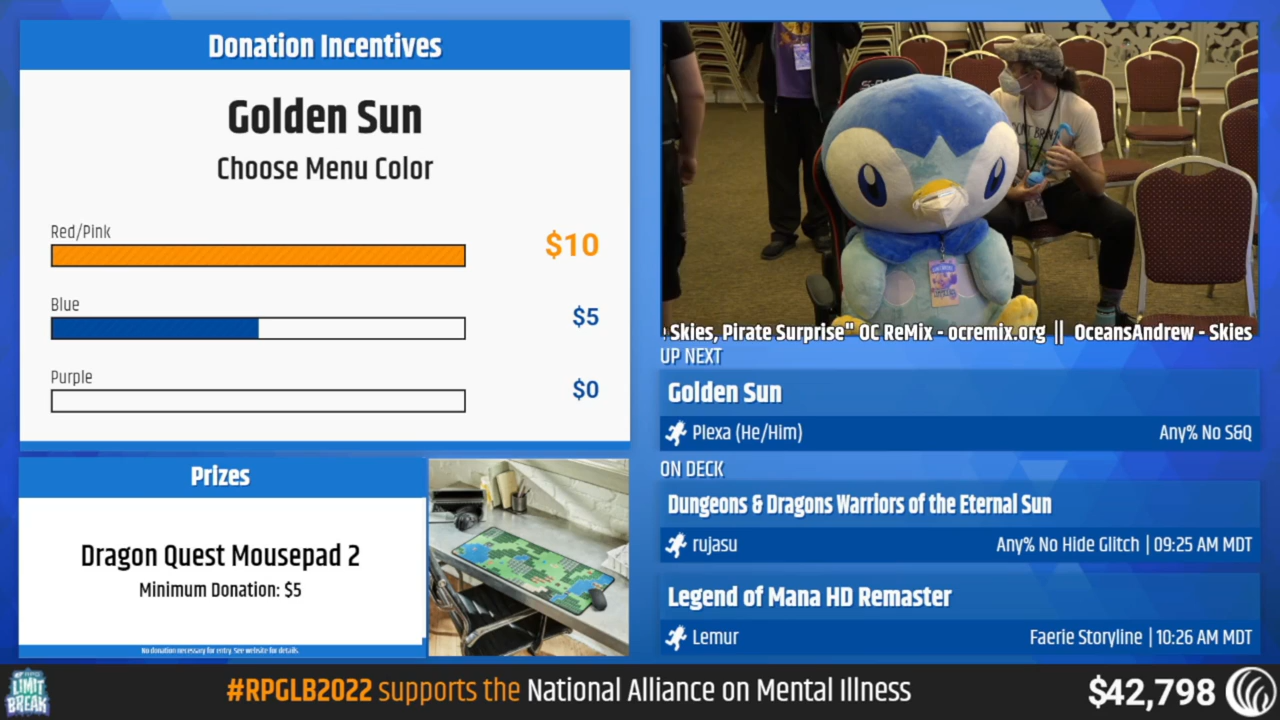 Donation Incentives
Golden Sun
Choose Menu Color
Red/Pink
$10
Blue
$5
Purple
$0
Prizes
Dragon Quest Mousepad 2
Minimum Donation: $5
No donation necessary for entry. See website for details.
Skies, Pirate Surprise" OC ReMix - ocremix.org || OceansAndrew - Skies
UP NEXT
Golden Sun
Plexa (He/Him)
Any% No S&Q
ON DECK
Dungeons & Dragons Warriors of the Eternal Sun
rujasu
Any% No Hide Glitch | 09:25 AM MDT
Legend of Mana HD Remaster
Lemur
Faerie Storyline | 10:26 AM MDT
LIMIT
BREAK
#RPGLB2022 supports the National Alliance on Mental Illness
$42,798